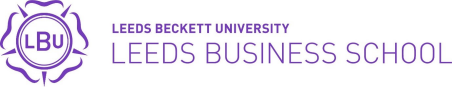 LBU
LEEDS BECKETT UNIVERSITY
LEEDS BUSINESS SCHOOL